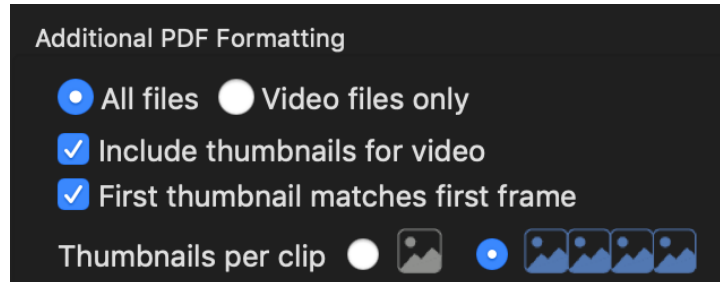 Additional PDF Formatting
All files Video files only
Include thumbnails for video
First thumbnail matches first frame
Thumbnails per clip